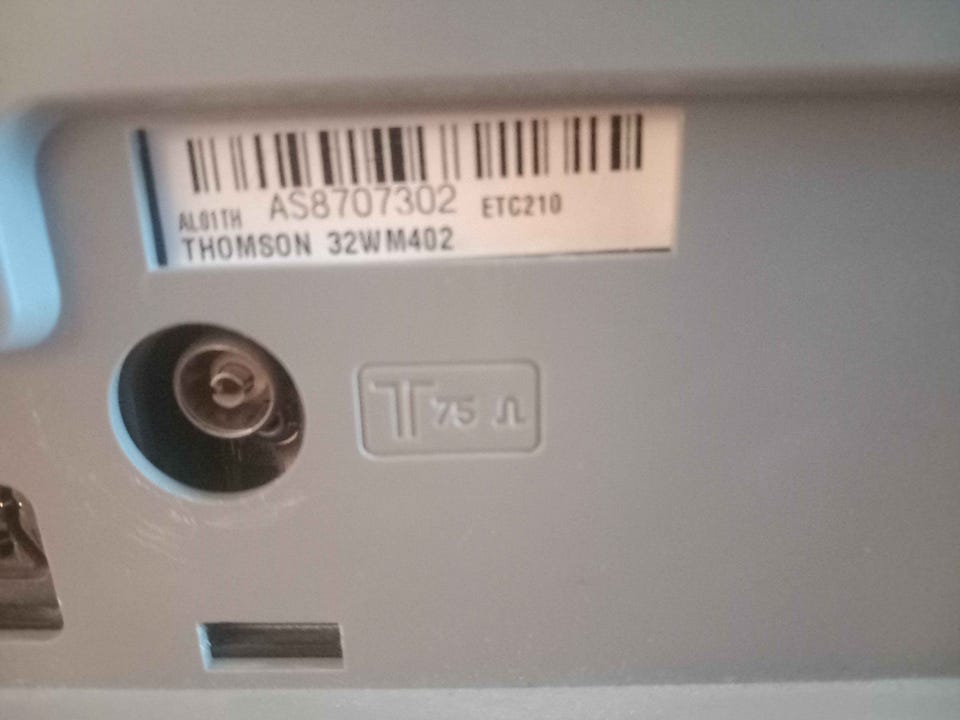 AL01TH AS8707302 ETC210
THOMSON 32WM402
75 Ω